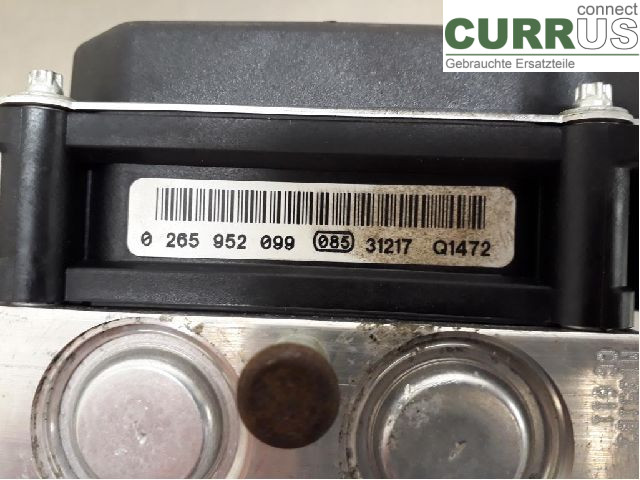 connect
CURRUS
Gebrauchte Ersatzteile
0 265 952 099 085 31217 Q1472